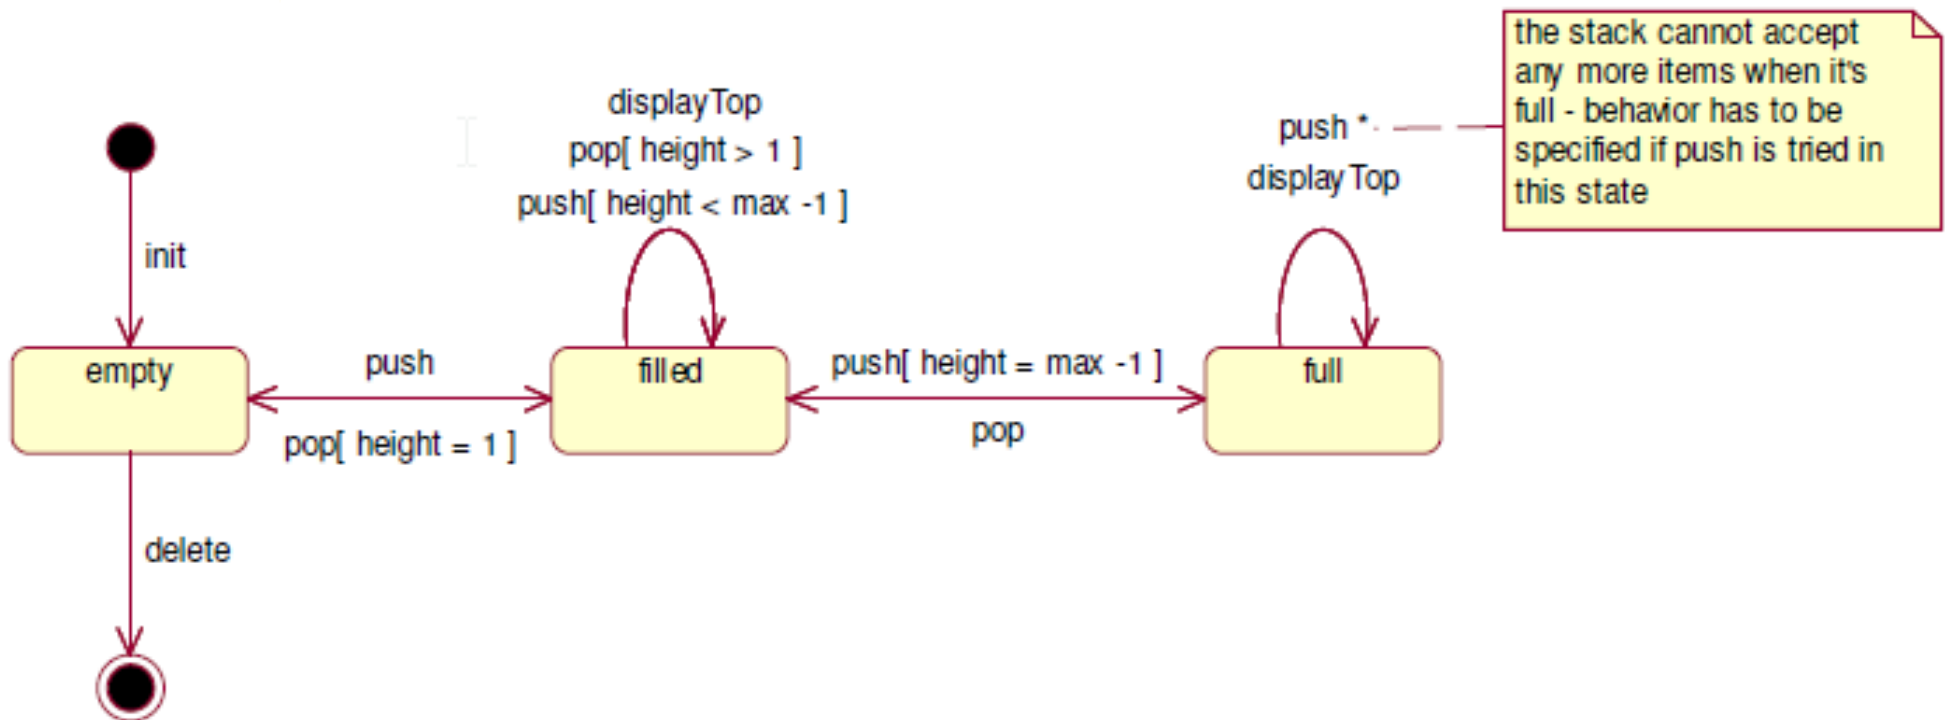 the stack cannot accept
any more items when it's
full - behavior has to be
specified if push is tried in
this state
displayTop
pop[ height > 1 ]
push[ height < max -1 ]
push *
displayTop
init
empty
push
filled
push[ height = max -1 ]
full
pop[ height = 1 ]
pop
delete